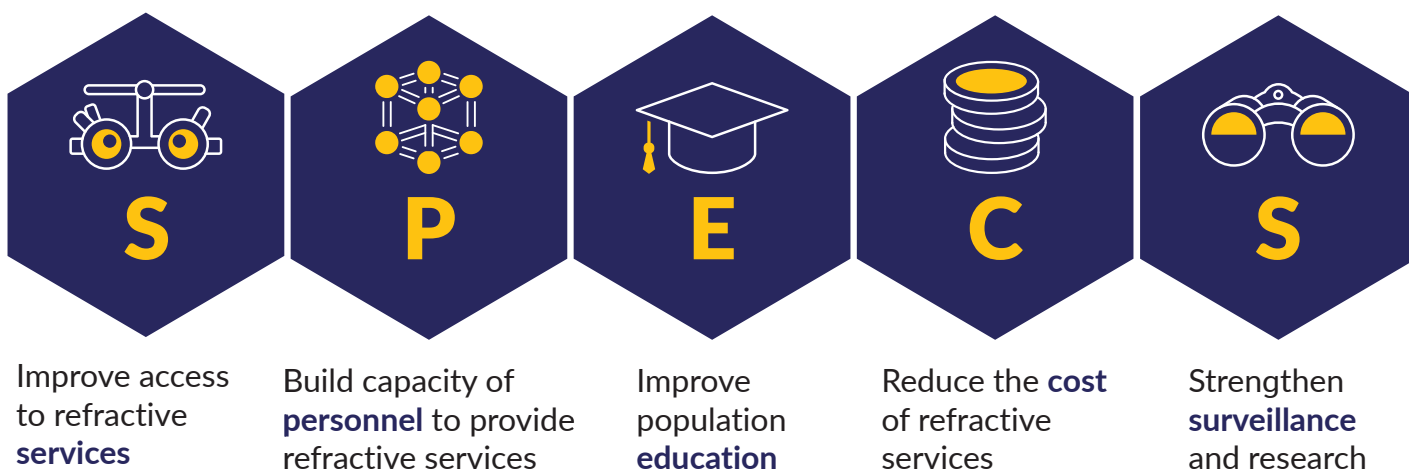 S
P
E
C
S
Improve access
to refractive
services
Build capacity of
personnel to provide
refractive services
Improve
population
education
Reduce the cost
of refractive
services
Strengthen
surveillance
and research